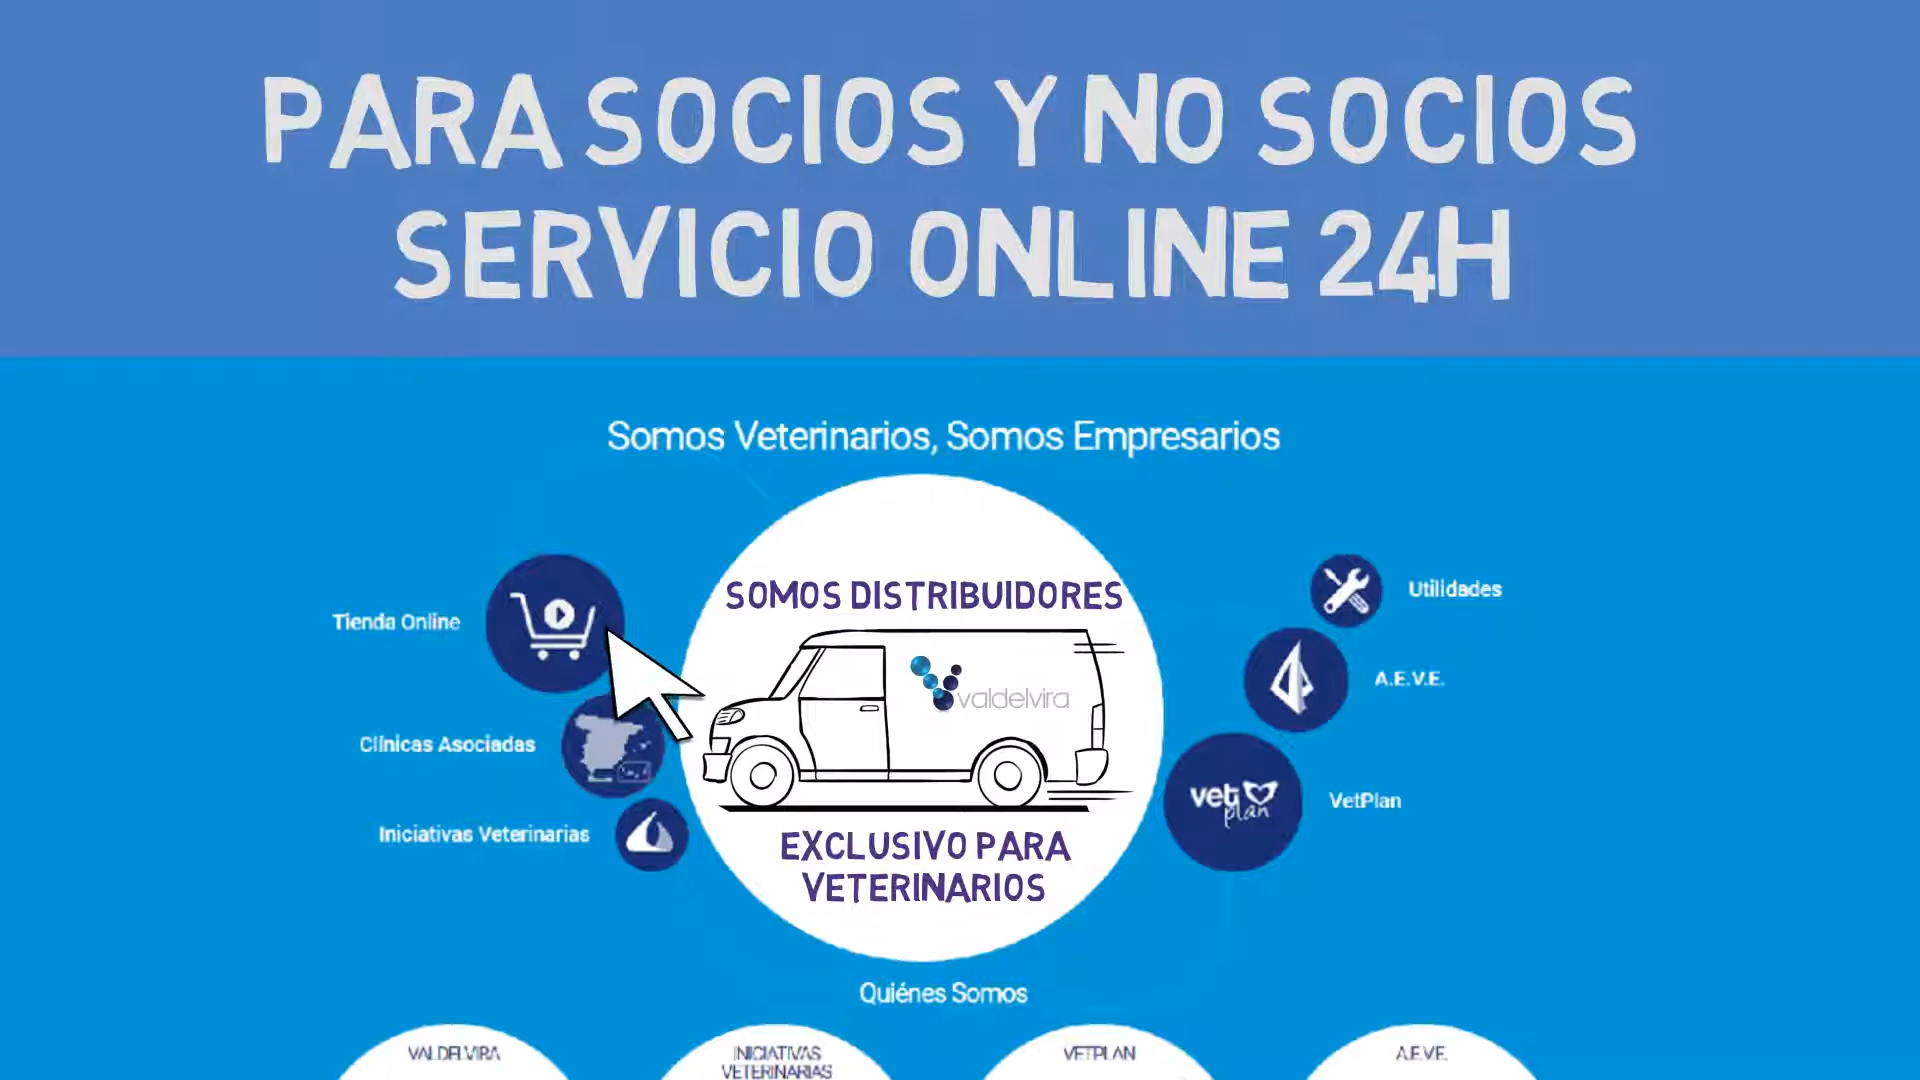 PARA SOCIOS Y NO SOCIOS
SERVICIO ONLINE 24H
Somos Veterinarios, Somos Empresarios
SOMOS DISTRIBUIDORES
Utilidades
Tienda Online
A.E.V.E.
valdelvira
Clínicas Asociadas
vet plan
VetPlan
Iniciativas Veterinarias
EXCLUSIVO PARA
VETERINARIOS
Quiénes Somos
VALDELVIRA
INICIATIVAS
VETERINARIAS
VETPLAN
A.E.V.E.